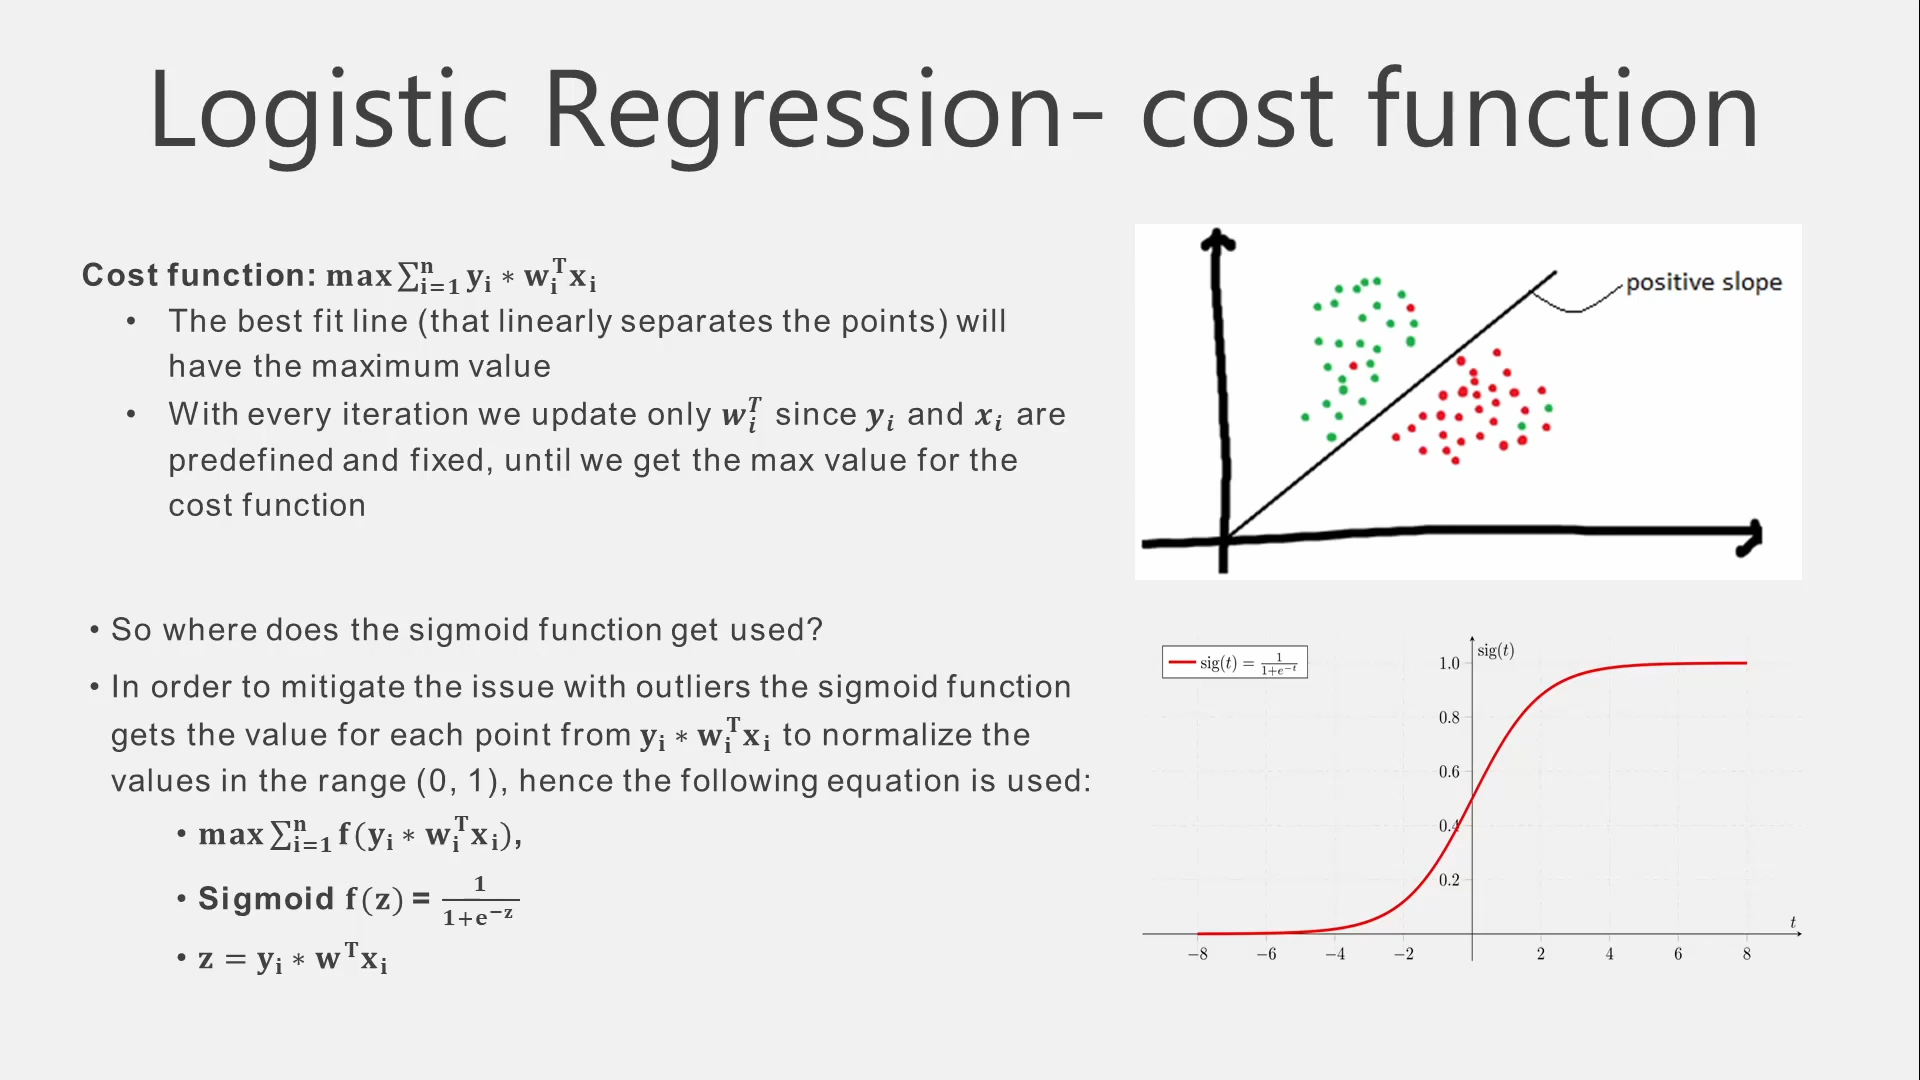 Logistic Regression- cost function
Cost function: max ∑ⁿᵢ₌₁ yᵢ ∗ wᵢᵀxᵢ
• The best fit line (that linearly separates the points) will
have the maximum value
• With every iteration we update only wᵢᵀ since yᵢ and xᵢ are
predefined and fixed, until we get the max value for the
cost function
• So where does the sigmoid function get used?
• In order to mitigate the issue with outliers the sigmoid function
gets the value for each point from yᵢ ∗ wᵢᵀxᵢ to normalize the
values in the range (0, 1), hence the following equation is used:
• max ∑ⁿᵢ₌₁ f(yᵢ ∗ wᵢᵀxᵢ),
• Sigmoid f(z) = 1/(1+e⁻ᶻ)
• z = yᵢ ∗ wᵀxᵢ
positive slope
sig(t) = 1/(1+e⁻ᵗ)
sig(t)
1.0
0.8
0.6
0.4
0.2
t
−8 −6 −4 −2 2 4 6 8